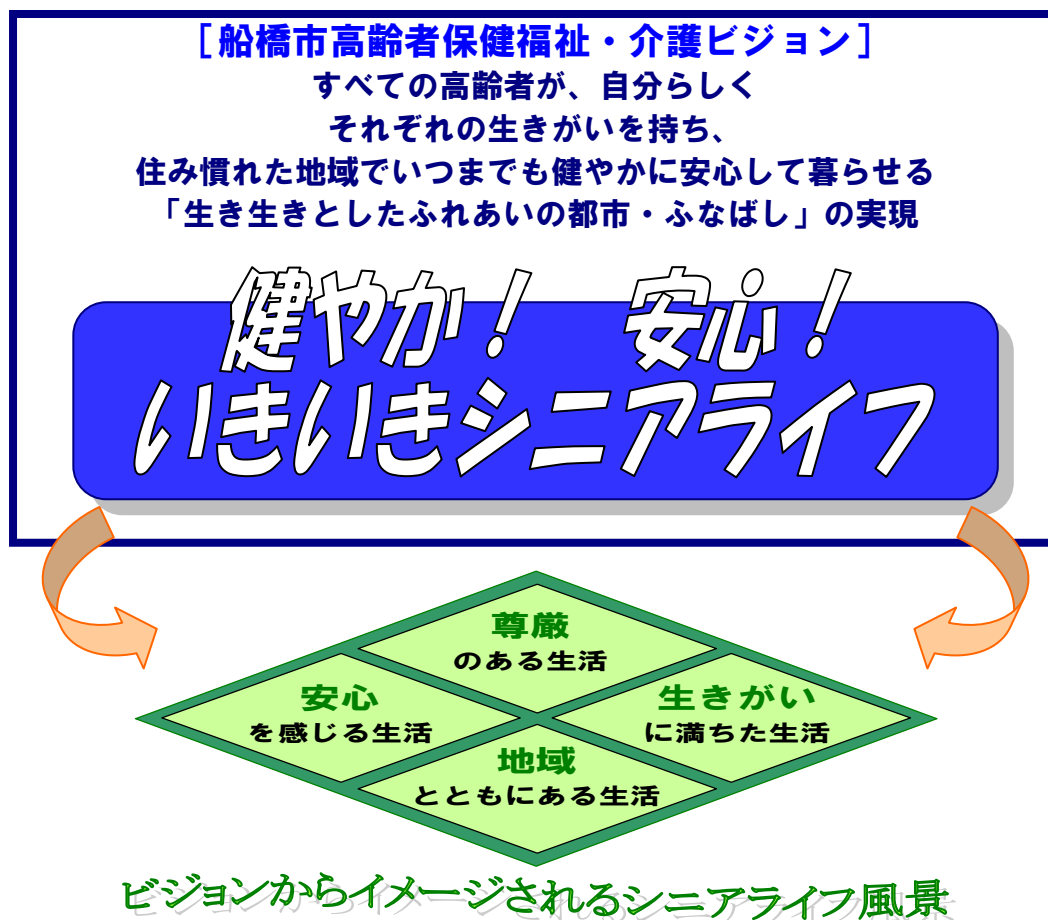 ［船橋市高齢者保健福祉・介護ビジョン］
すべての高齢者が、自分らしく
それぞれの生きがいを持ち、
住み慣れた地域でいつまでも健やかに安心して暮らせる
「生き生きとしたふれあいの都市・ふなばし」の実現
健やか！　安心！
いきいきシニアライフ
尊厳
のある生活
安心
を感じる生活
生きがい
に満ちた生活
地域
とともにある生活
ビジョンからイメージされるシニアライフ風景